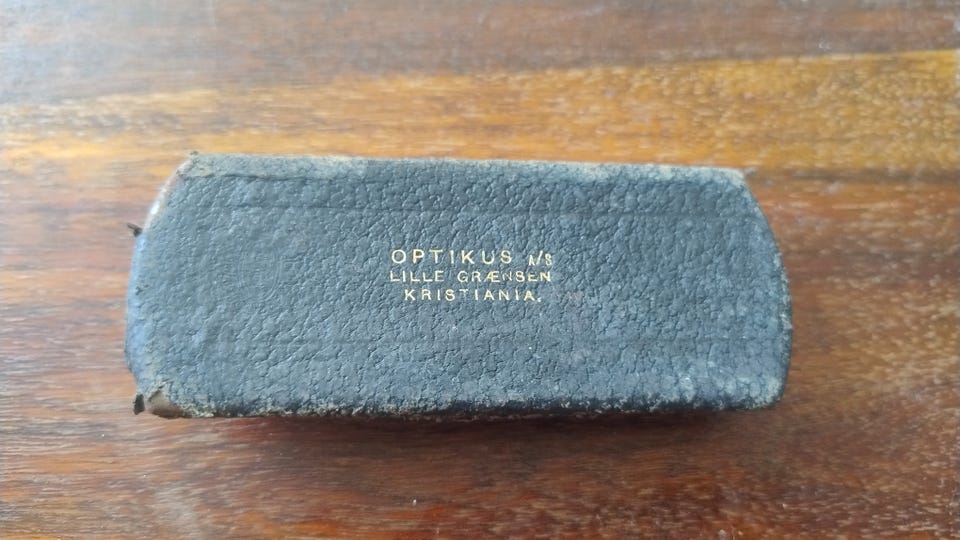 OPTIKUS A/S
LILLE GRÆNSEN
KRISTIANIA.